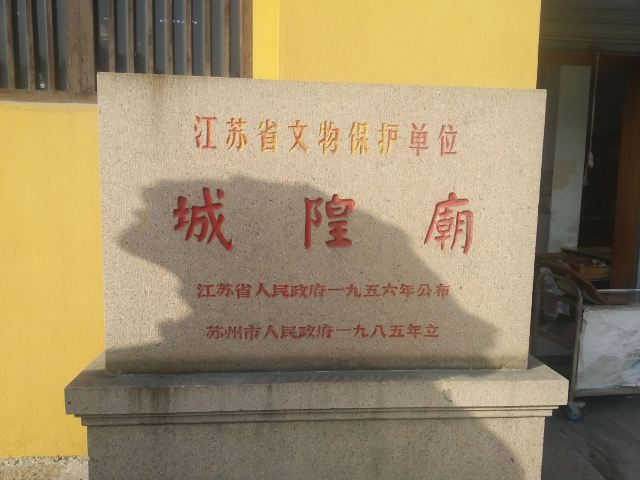 江苏省文物保护单位
城隍廟
江苏省人民政府一九五六年公布
苏州市人民政府一九八五年立